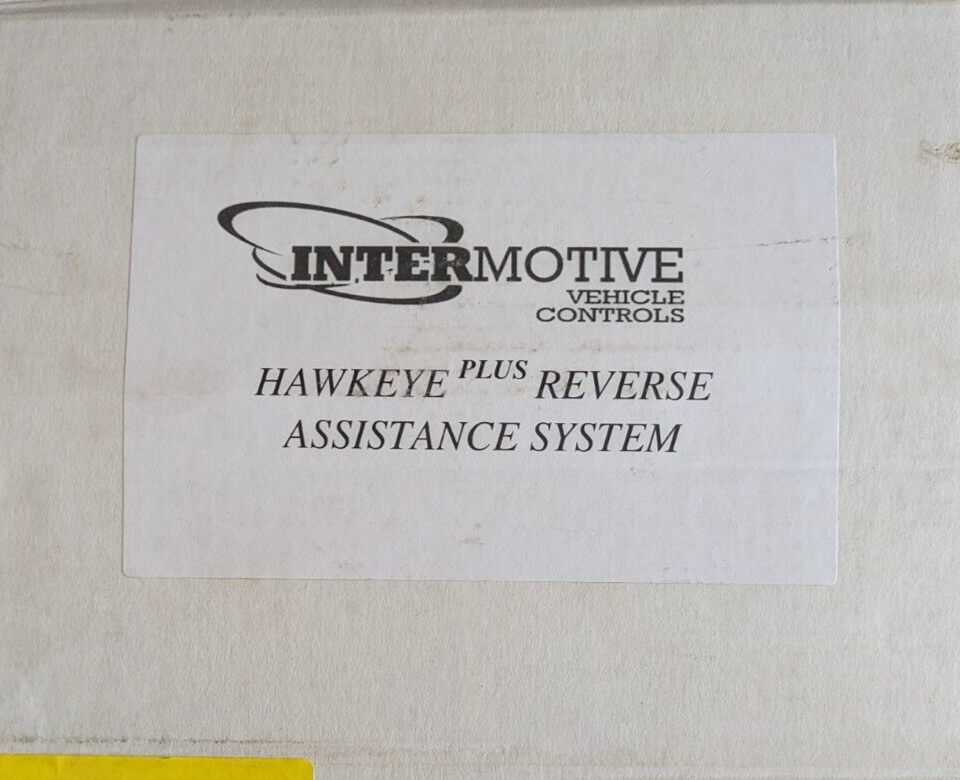 INTERMOTIVE
VEHICLE
CONTROLS
HAWKEYE PLUS REVERSE
ASSISTANCE SYSTEM